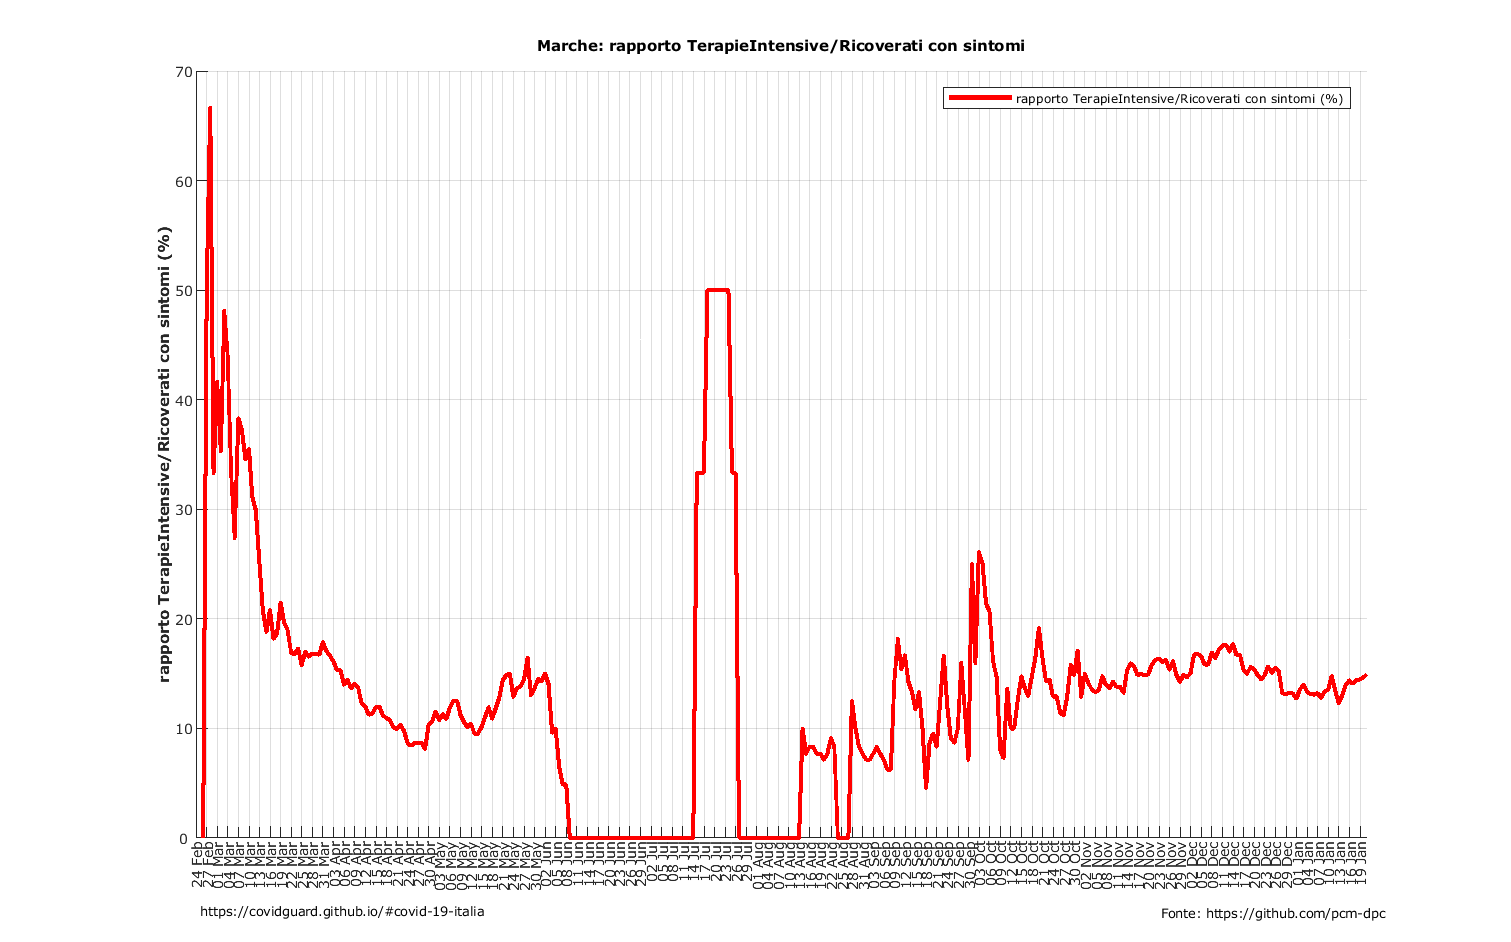 Marche: rapporto TerapieIntensive/Ricoverati con sintomi
rapporto TerapieIntensive/Ricoverati con sintomi (%)
rapporto TerapieIntensive/Ricoverati con sintomi (%)
70
60
50
40
30
20
10
0
24 Feb
27 Feb
01 Mar
04 Mar
07 Mar
10 Mar
13 Mar
16 Mar
19 Mar
22 Mar
25 Mar
28 Mar
31 Mar
03 Apr
06 Apr
09 Apr
12 Apr
15 Apr
18 Apr
21 Apr
24 Apr
27 Apr
30 Apr
03 May
06 May
09 May
12 May
15 May
18 May
21 May
24 May
27 May
30 May
02 Jun
05 Jun
08 Jun
11 Jun
14 Jun
17 Jun
20 Jun
23 Jun
26 Jun
29 Jun
02 Jul
05 Jul
08 Jul
11 Jul
14 Jul
17 Jul
20 Jul
23 Jul
26 Jul
29 Jul
01 Aug
04 Aug
07 Aug
10 Aug
13 Aug
16 Aug
19 Aug
22 Aug
25 Aug
28 Aug
31 Aug
03 Sep
06 Sep
09 Sep
12 Sep
15 Sep
18 Sep
21 Sep
24 Sep
27 Sep
30 Sep
03 Oct
06 Oct
09 Oct
12 Oct
15 Oct
18 Oct
21 Oct
24 Oct
27 Oct
30 Oct
02 Nov
05 Nov
08 Nov
11 Nov
14 Nov
17 Nov
20 Nov
23 Nov
26 Nov
29 Nov
02 Dec
05 Dec
08 Dec
11 Dec
14 Dec
17 Dec
20 Dec
23 Dec
26 Dec
29 Dec
01 Jan
04 Jan
07 Jan
10 Jan
13 Jan
16 Jan
19 Jan
https://covidguard.github.io/#covid-19-italia
Fonte: https://github.com/pcm-dpc